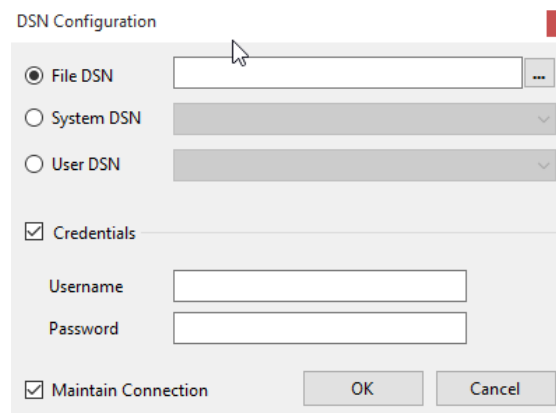 DSN Configuration
File DSN
...
System DSN
User DSN
Credentials
Username
Password
Maintain Connection OK Cancel